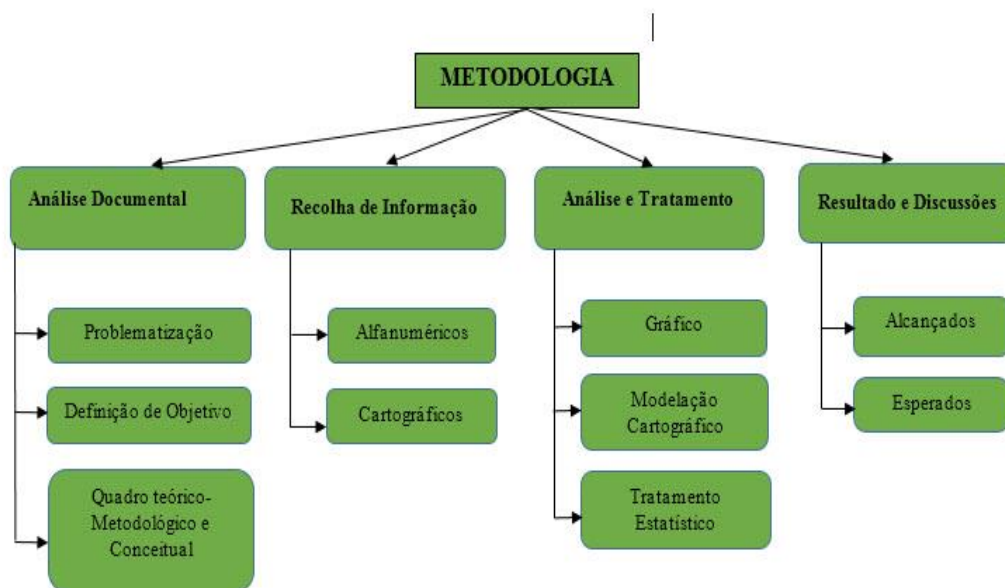 METODOLOGIA
Análise Documental
Recolha de Informação
Análise e Tratamento
Resultado e Discussões
Problematização
Definição de Objetivo
Quadro teórico-
Metodológico e
Conceitual
Alfanuméricos
Cartográficos
Gráfico
Modelação
Cartográfico
Tratamento
Estatístico
Alcançados
Esperados